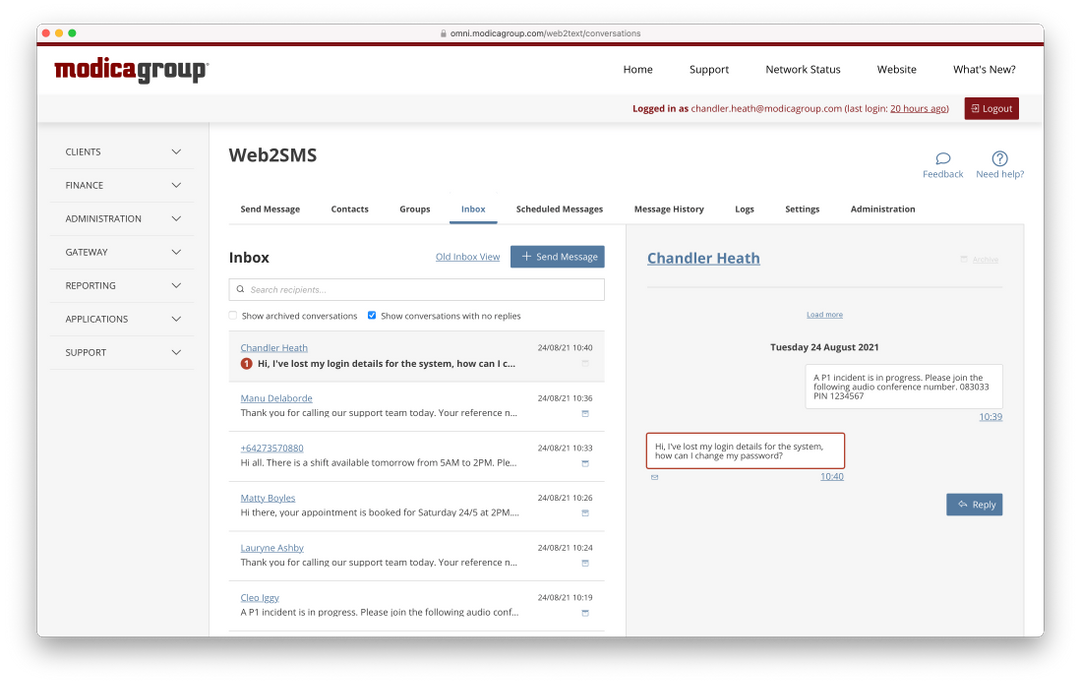 omni.modicagroup.com/web2text/conversations
modicagroup
Home Support Network Status Website What's New?
Logged in as chandler.heath@modicagroup.com (last login: 20 hours ago) Logout
CLIENTS
FINANCE
ADMINISTRATION
GATEWAY
REPORTING
APPLICATIONS
SUPPORT
Web2SMS
Feedback Need help?
Send Message Contacts Groups Inbox Scheduled Messages Message History Logs Settings Administration
Inbox Old Inbox View + Send Message
Search recipients...
Show archived conversations Show conversations with no replies
Chandler Heath 24/08/21 10:40
1 Hi, I've lost my login details for the system, how can I c...
Manu Delaborde 24/08/21 10:36
Thank you for calling our support team today. Your reference n...
+64273570880 24/08/21 10:33
Hi all. There is a shift available tomorrow from 5AM to 2PM. Ple...
Matty Boyles 24/08/21 10:26
Hi there, your appointment is booked for Saturday 24/5 at 2PM....
Lauryne Ashby 24/08/21 10:24
Thank you for calling our support team today. Your reference n...
Cleo Iggy 24/08/21 10:19
A P1 incident is in progress. Please join the following audio conf...
Chandler Heath Archive
Load more
Tuesday 24 August 2021
A P1 incident is in progress. Please join the
following audio conference number. 083033
PIN 1234567
10:39
Hi, I've lost my login details for the system,
how can I change my password?
10:40
Reply